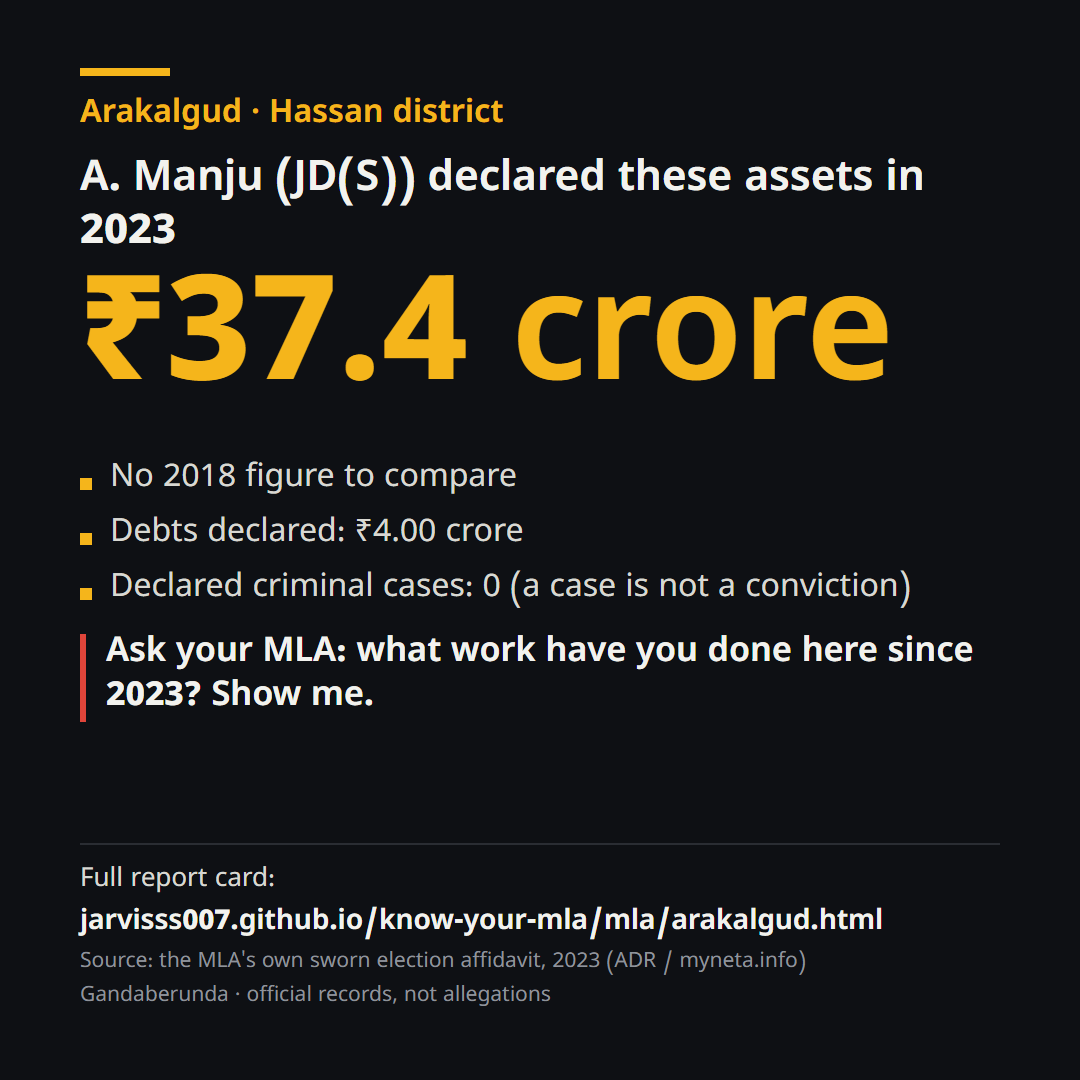 Arakalgud · Hassan district
A. Manju (JD(S)) declared these assets in
2023
₹37.4 crore
No 2018 figure to compare
Debts declared: ₹4.00 crore
Declared criminal cases: 0 (a case is not a conviction)
Ask your MLA: what work have you done here since
2023? Show me.
Full report card:
jarvisss007.github.io/know-your-mla/mla/arakalgud.html
Source: the MLA's own sworn election affidavit, 2023 (ADR / myneta.info)
Gandaberunda · official records, not allegations